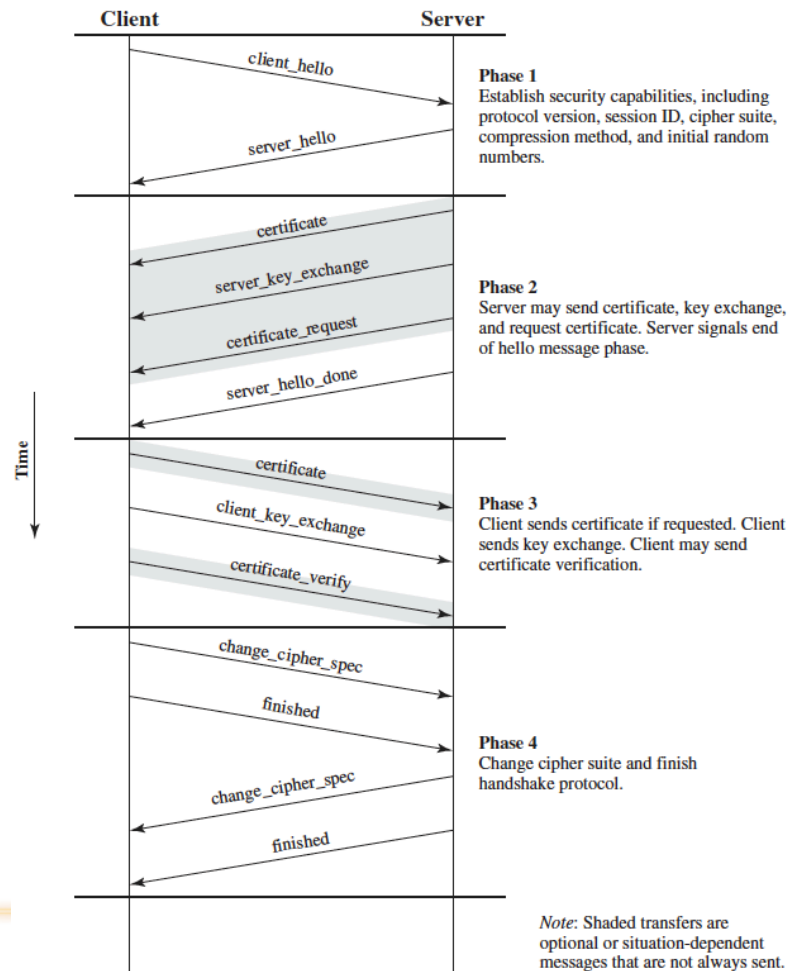 Client
Server
client_hello
server_hello
Phase 1
Establish security capabilities, including
protocol version, session ID, cipher suite,
compression method, and initial random
numbers.
certificate
server_key_exchange
certificate_request
server_hello_done
Phase 2
Server may send certificate, key exchange,
and request certificate. Server signals end
of hello message phase.
Time
certificate
client_key_exchange
certificate_verify
Phase 3
Client sends certificate if requested. Client
sends key exchange. Client may send
certificate verification.
change_cipher_spec
finished
change_cipher_spec
finished
Phase 4
Change cipher suite and finish
handshake protocol.
Note: Shaded transfers are
optional or situation-dependent
messages that are not always sent.